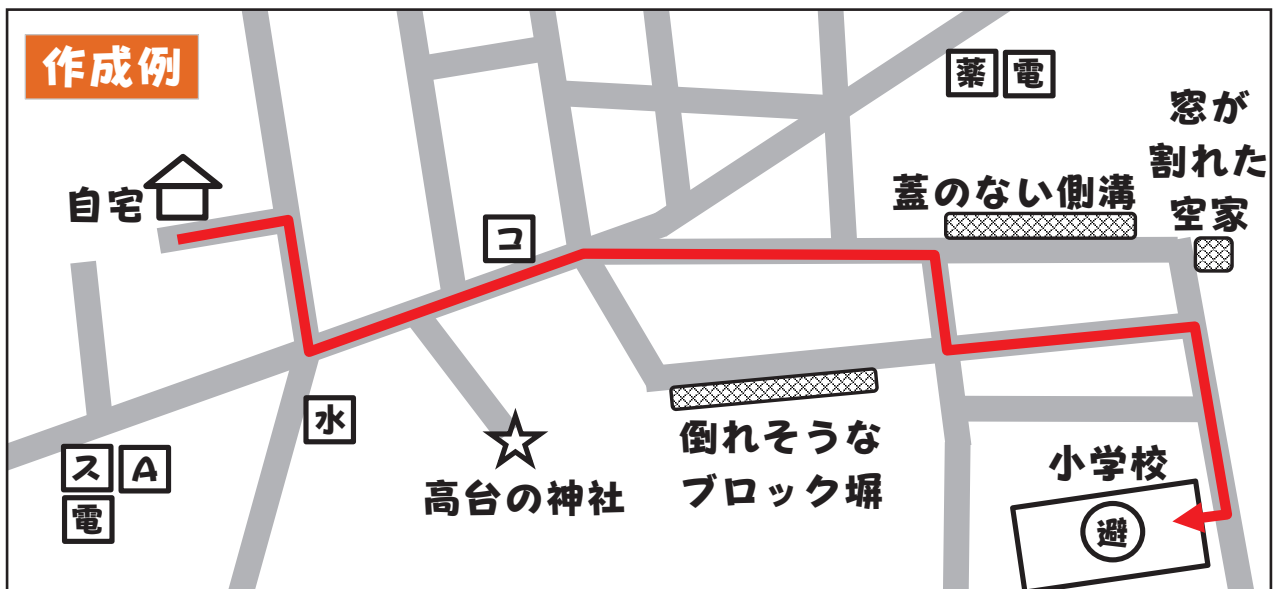 作成例
薬 電
窓が
割れた
空家
蓋のない側溝
自宅
コ
水
ス A
電
高台の神社
倒れそうな
ブロック塀
小学校
避